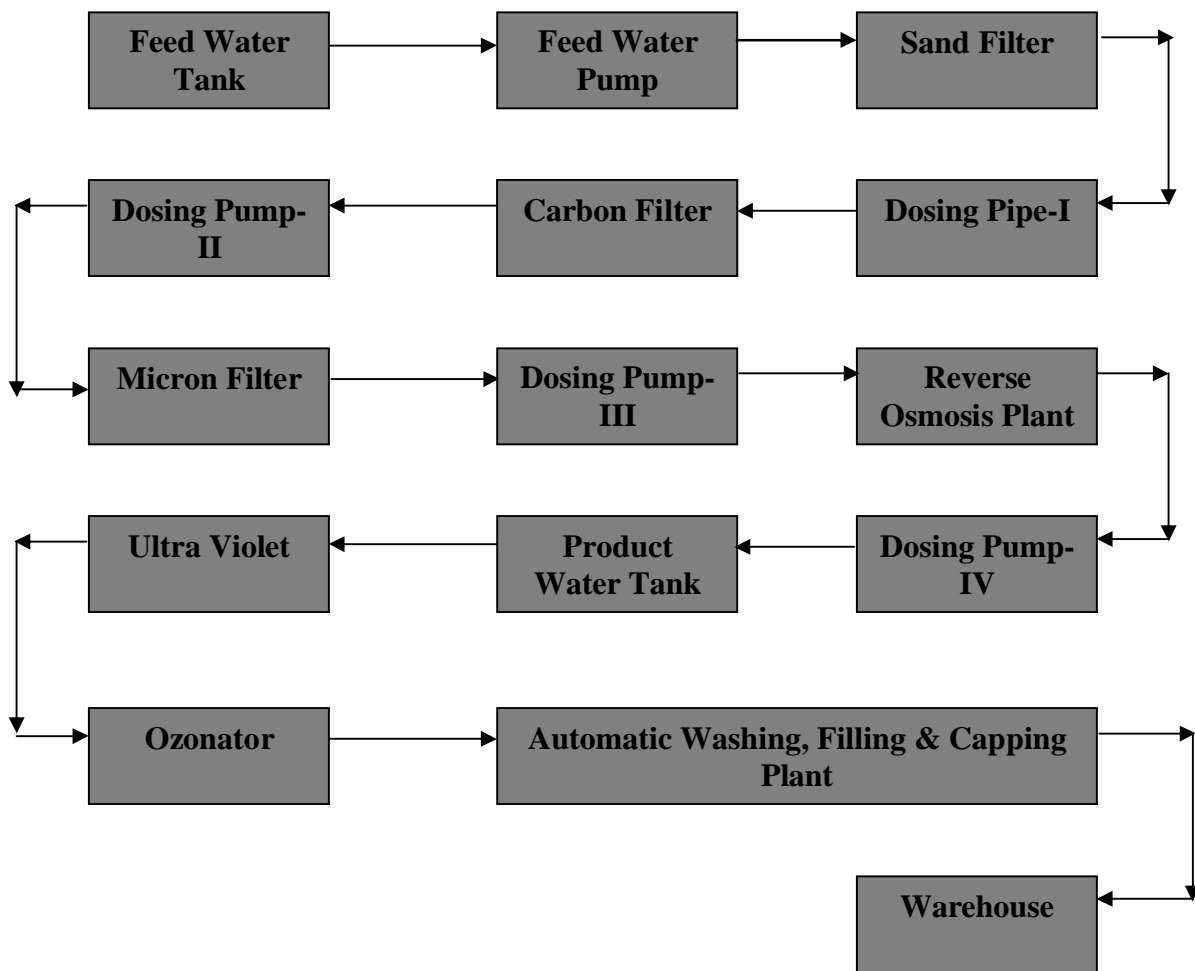 Feed Water
Tank
Feed Water
Pump
Sand Filter
Dosing Pump-
II
Carbon Filter
Dosing Pipe-I
Micron Filter
Dosing Pump-
III
Reverse
Osmosis Plant
Ultra Violet
Product
Water Tank
Dosing Pump-
IV
Ozonator
Automatic Washing, Filling & Capping
Plant
Warehouse